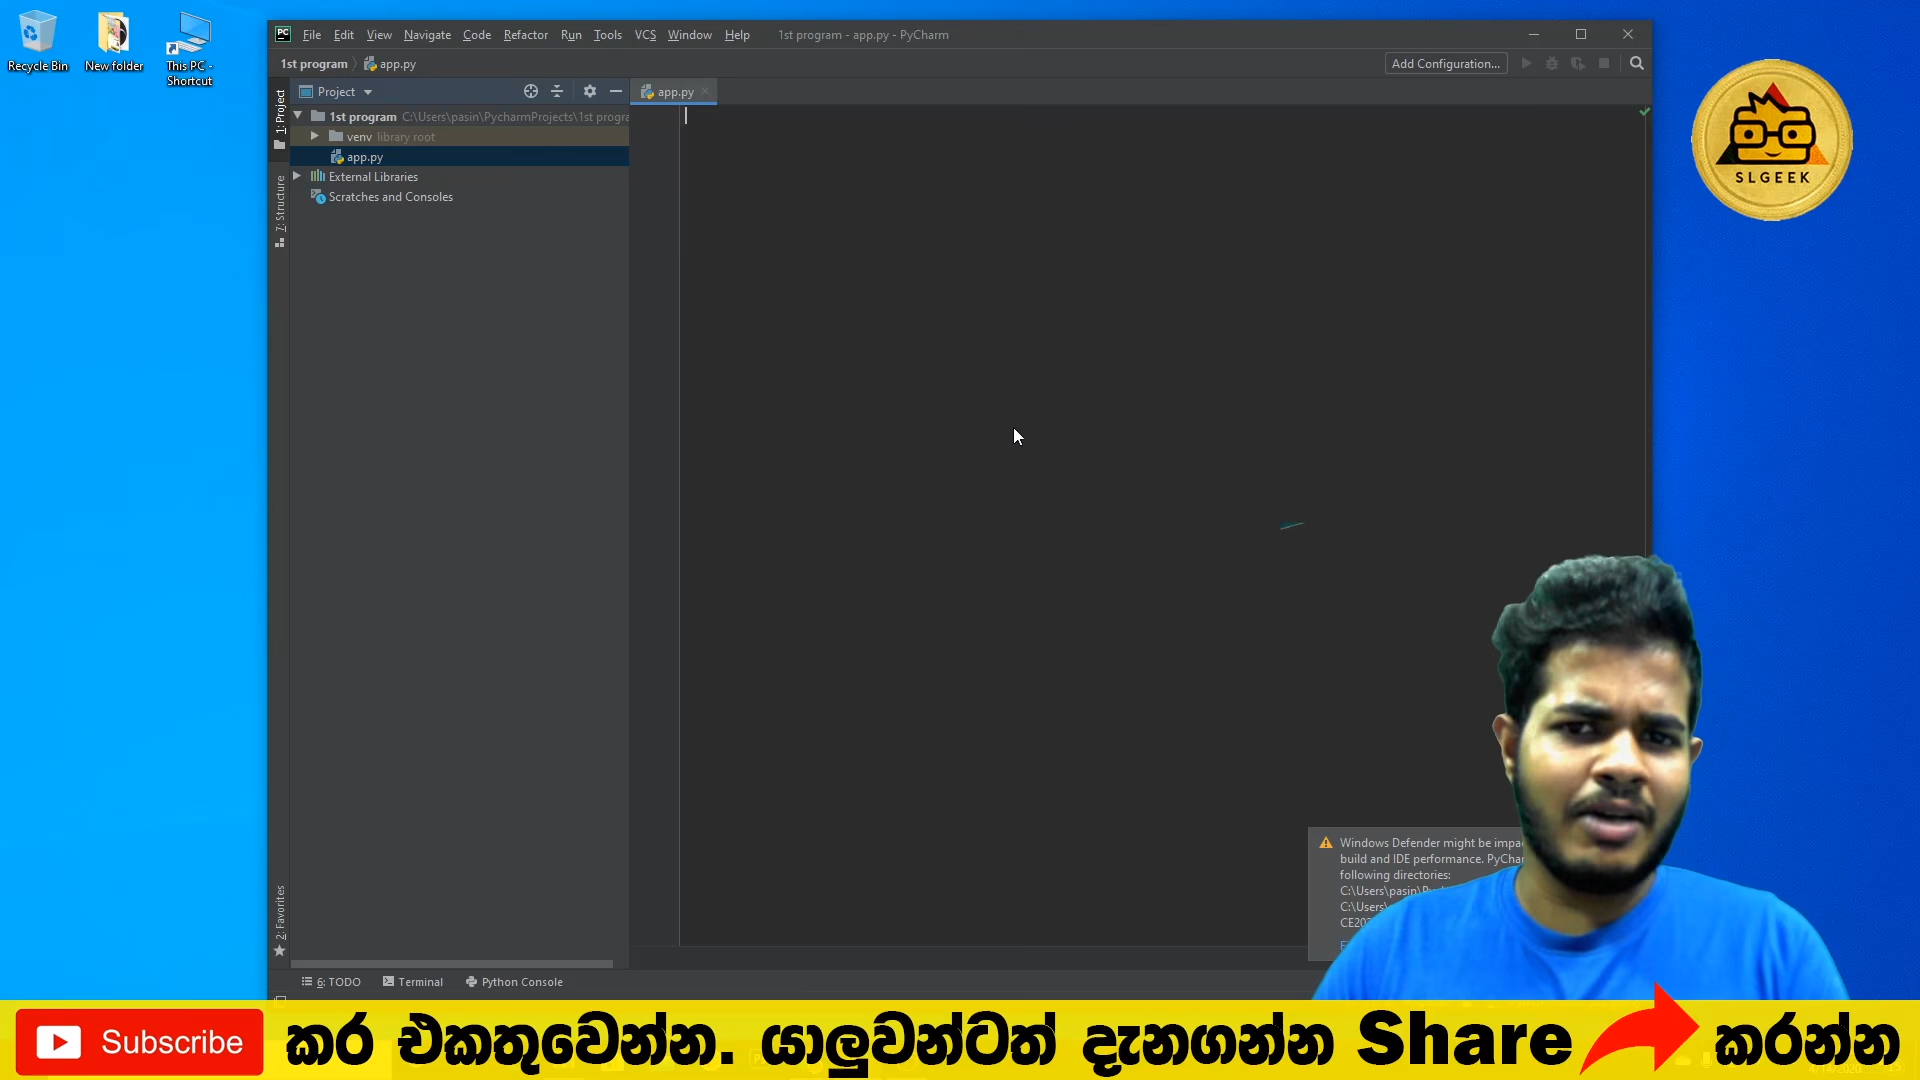 Recycle Bin
New folder
This PC - Shortcut
File Edit View Navigate Code Refactor Run Tools VCS Window Help 1st program - app.py - PyCharm
1st program app.py
Add Configuration...
Project
app.py
1: Project
1st program C:\Users\pasin\PycharmProjects\1st progra
venv library root
app.py
External Libraries
Scratches and Consoles
7: Structure
SLGEEK
Windows Defender might be
build and IDE performance.
following directories:
C:\Users\pasin\
C:\Users\
2: Favorites
6: TODO Terminal Python Console
Subscribe කර එකතුවෙන්න. යාලුවන්ටත් දැනගන්න Share කරන්න